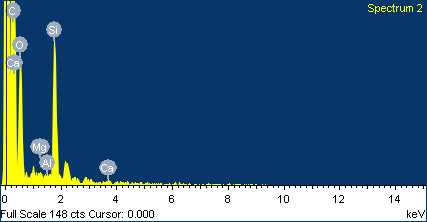 Spectrum 2
C
Si
O
Ca
Mg
Al
Ca
0 2 4 6 8 10 12 14
Full Scale 148 cts Cursor: 0.000 keV